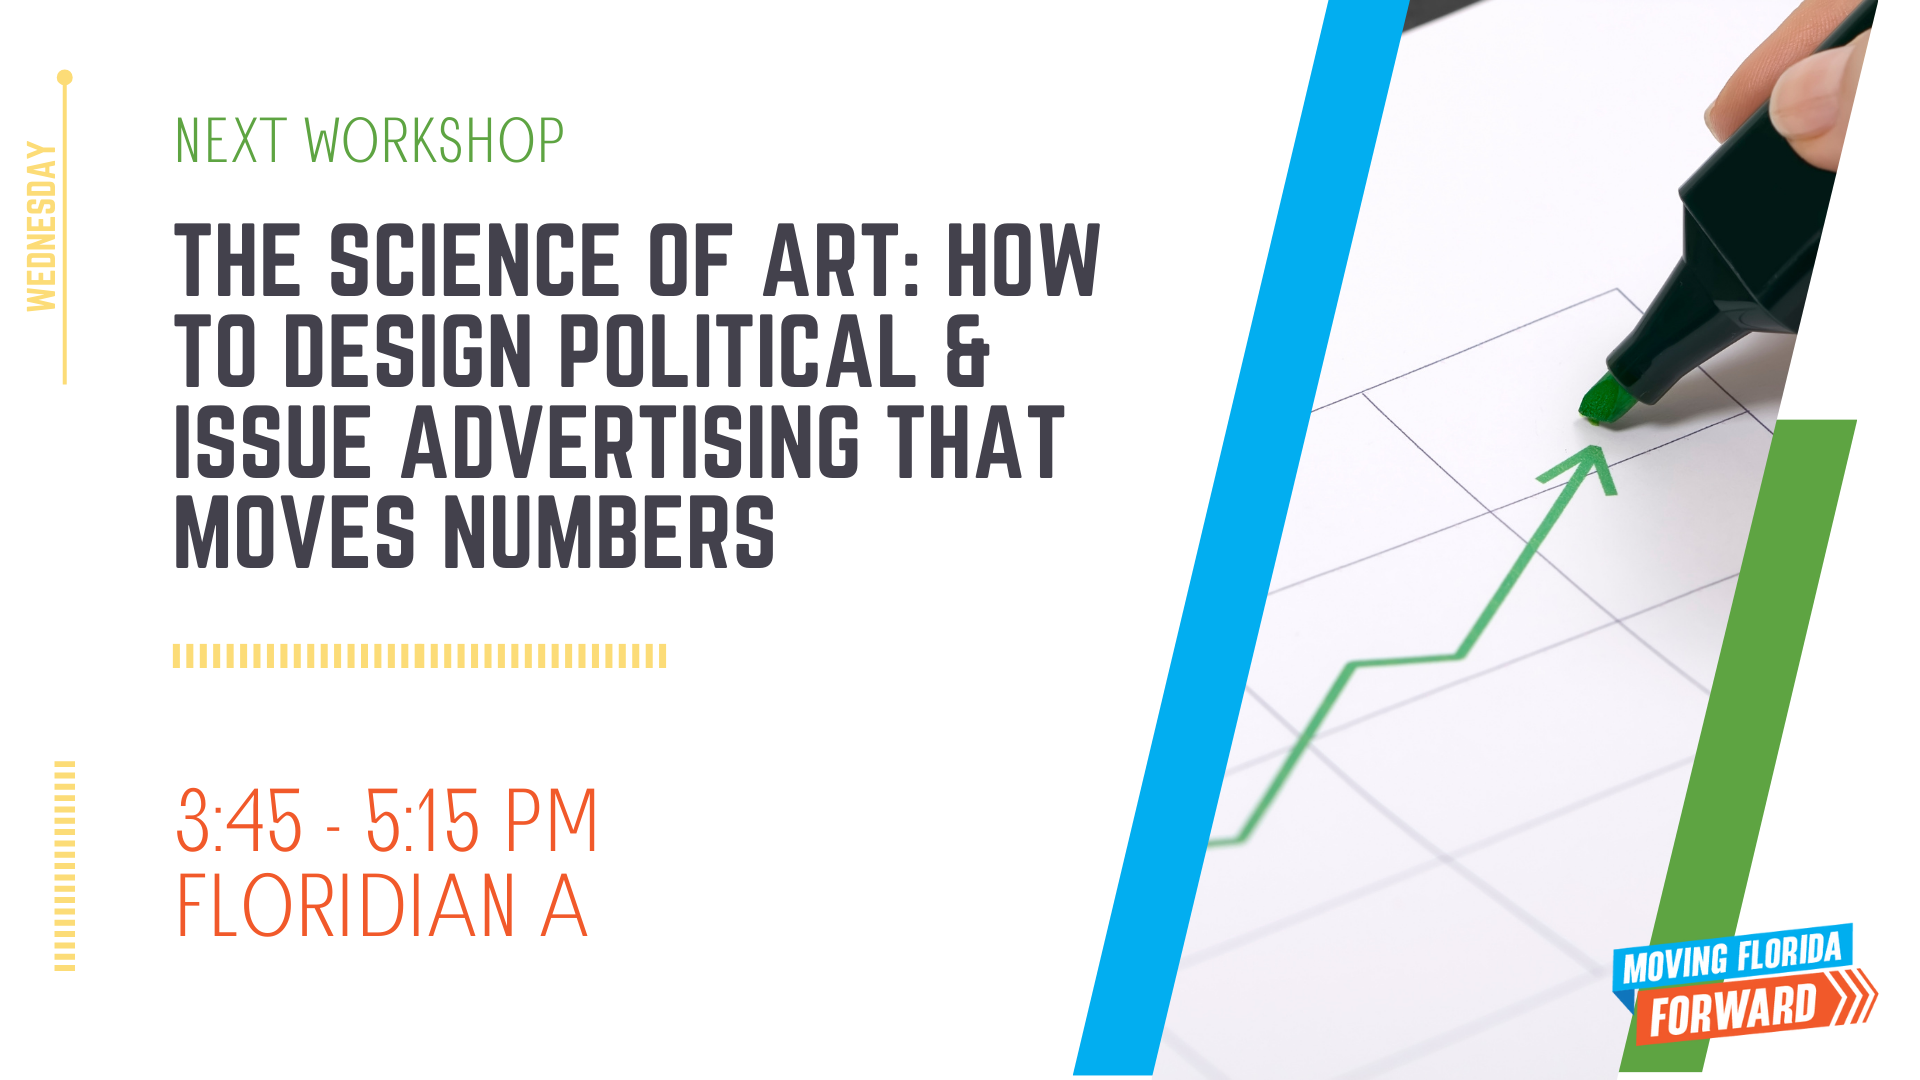 WEDNESDAY
NEXT WORKSHOP
THE SCIENCE OF ART: HOW
TO DESIGN POLITICAL &
ISSUE ADVERTISING THAT
MOVES NUMBERS
3:45 - 5:15 PM
FLORIDIAN A
MOVING FLORIDA
FORWARD